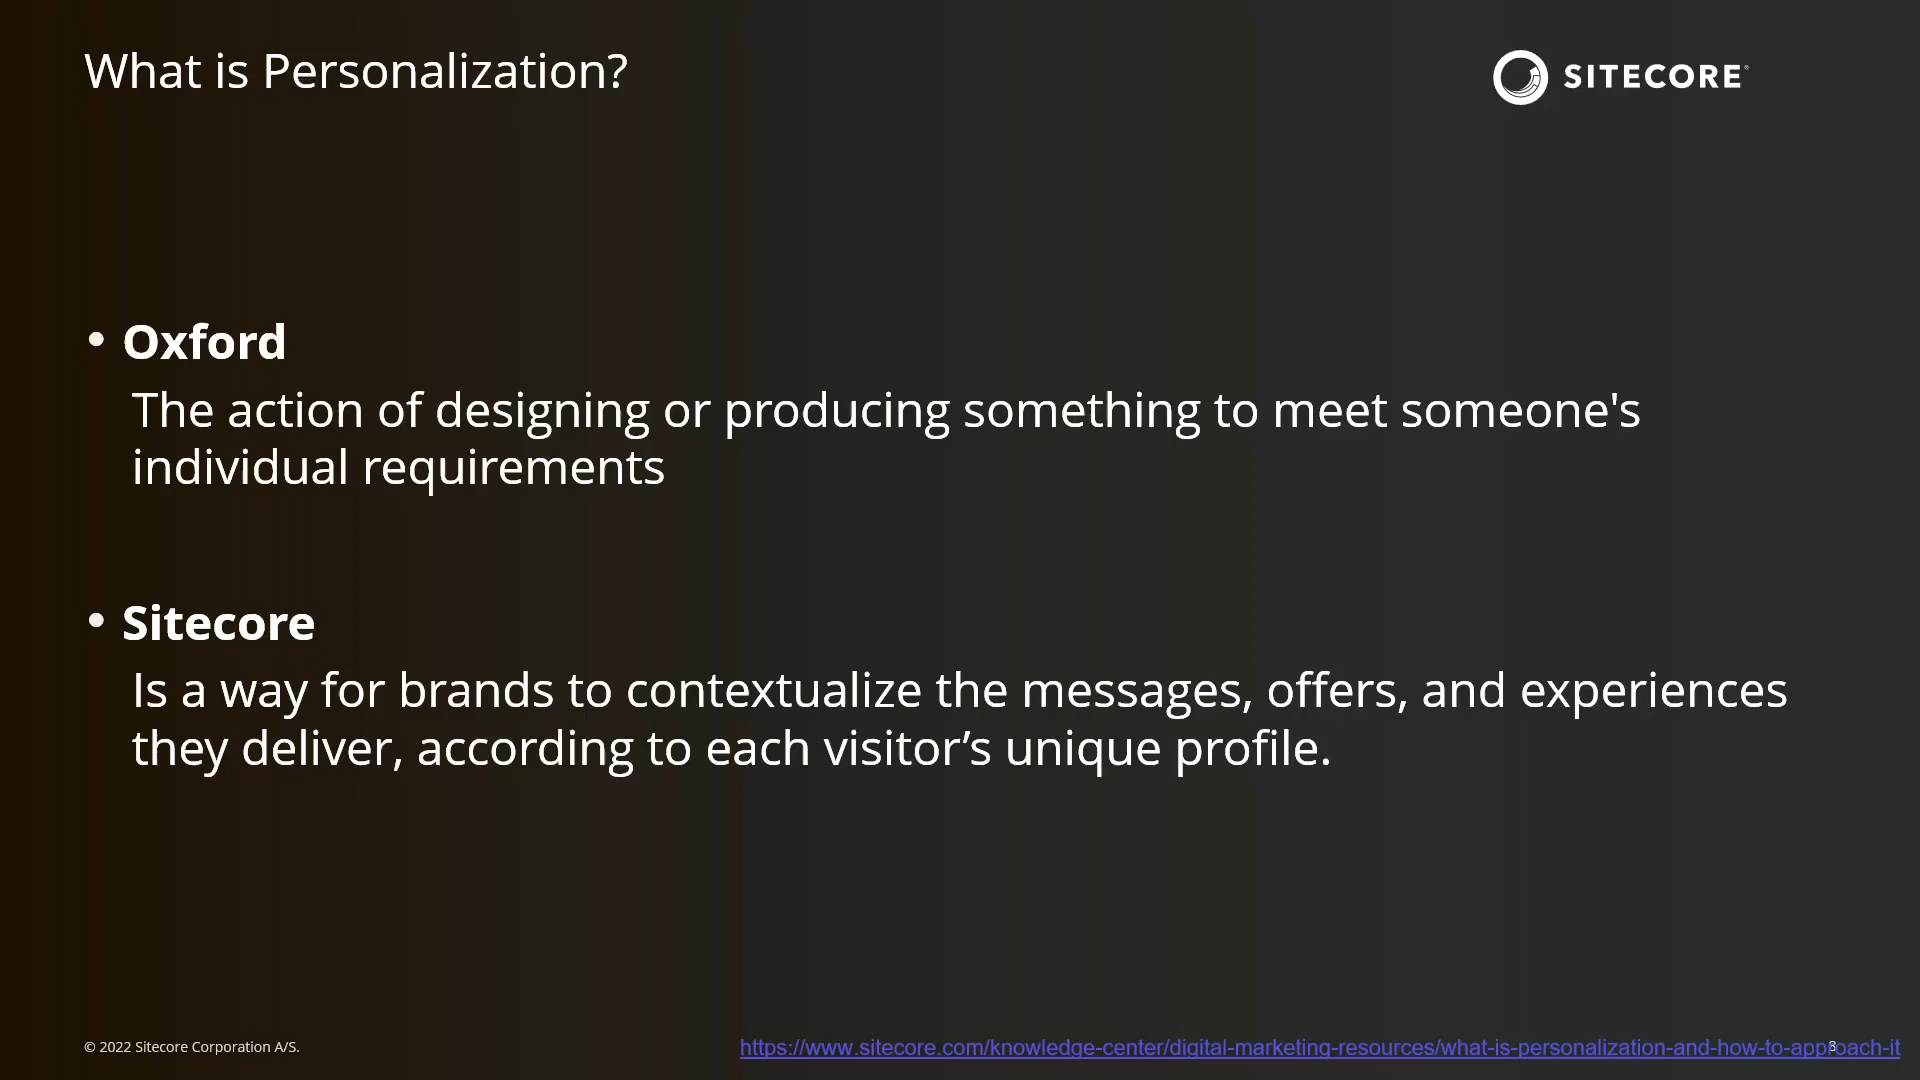 What is Personalization?
SITECORE
• Oxford
The action of designing or producing something to meet someone's
individual requirements
• Sitecore
Is a way for brands to contextualize the messages, offers, and experiences
they deliver, according to each visitor’s unique profile.
© 2022 Sitecore Corporation A/S.
https://www.sitecore.com/knowledge-center/digital-marketing-resources/what-is-personalization-and-how-to-approach-it